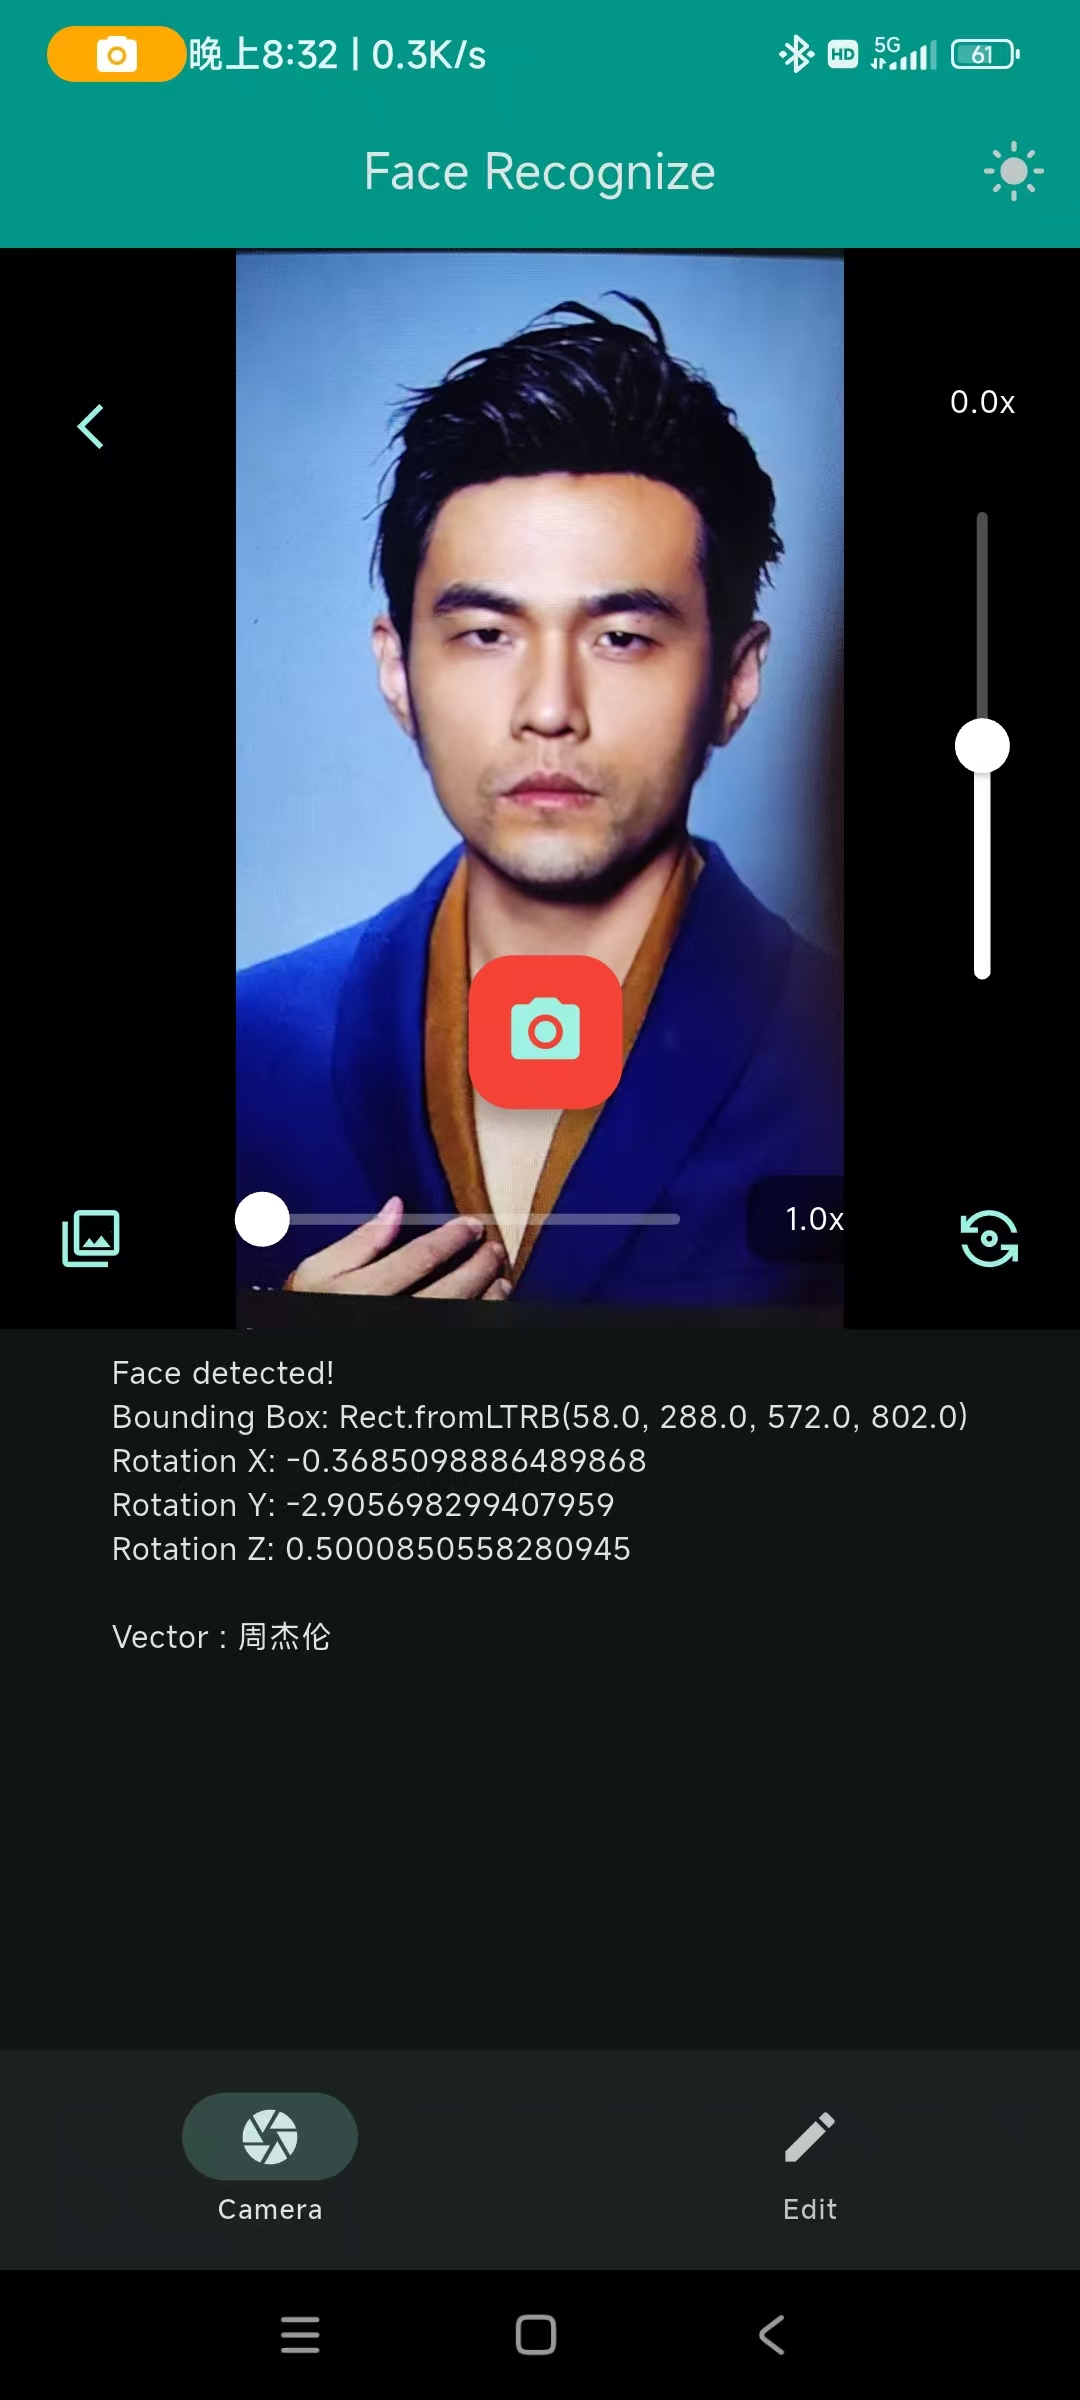 晚上8:32 | 0.3K/s
HD 5G 61
Face Recognize
0.0x
1.0x
Face detected!
Bounding Box: Rect.fromLTRB(58.0, 288.0, 572.0, 802.0)
Rotation X: -0.3685098886489868
Rotation Y: -2.905698299407959
Rotation Z: 0.5000850558280945
Vector : 周杰伦
Camera
Edit